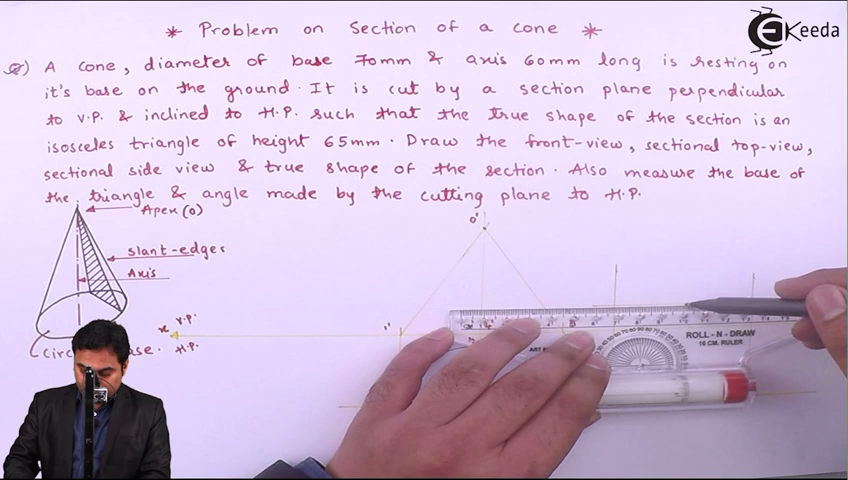 * Problem on Section of a cone *
EKeeda
Q) A cone, diameter of base 70mm & axis 60mm long is resting on
it's base on the ground. It is cut by a section plane perpendicular
to V.P. & inclined to H.P. such that the true shape of the section is an
isosceles triangle of height 65mm. Draw the front-view, sectional top-view,
sectional side view & true shape of the section. Also measure the base of
the triangle & angle made by the cutting plane to H.P.
Apex (o)
o'
slant-edges
Axis
x V.P.
H.P.
ROLL-N-DRAW
16 CM. RULER